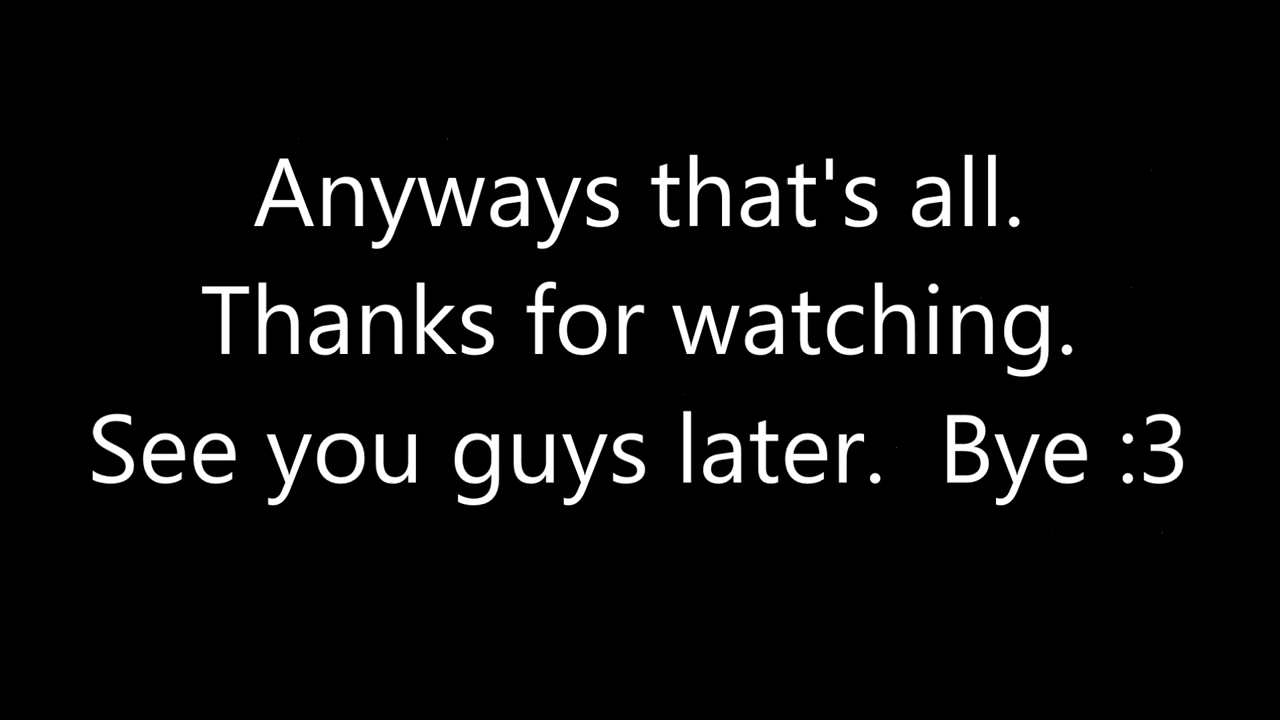 Anyways that's all.
Thanks for watching.
See you guys later.  Bye :3